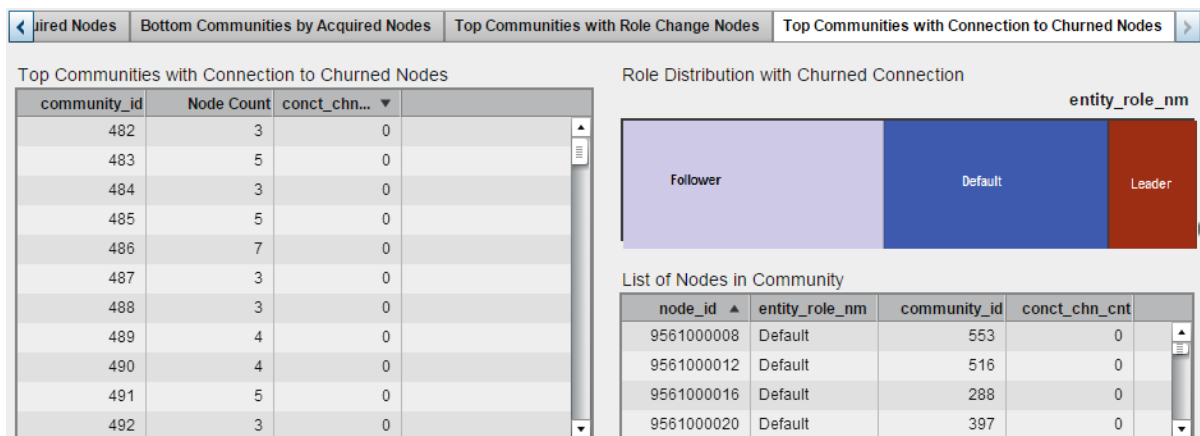 uired Nodes Bottom Communities by Acquired Nodes Top Communities with Role Change Nodes Top Communities with Connection to Churned Nodes
Top Communities with Connection to Churned Nodes
community_id Node Count conct_chn...
482 3 0
483 5 0
484 3 0
485 5 0
486 7 0
487 3 0
488 3 0
489 4 0
490 4 0
491 5 0
492 3 0
Role Distribution with Churned Connection
entity_role_nm
Follower Default Leader
List of Nodes in Community
node_id entity_role_nm community_id conct_chn_cnt
9561000008 Default 553 0
9561000012 Default 516 0
9561000016 Default 288 0
9561000020 Default 397 0